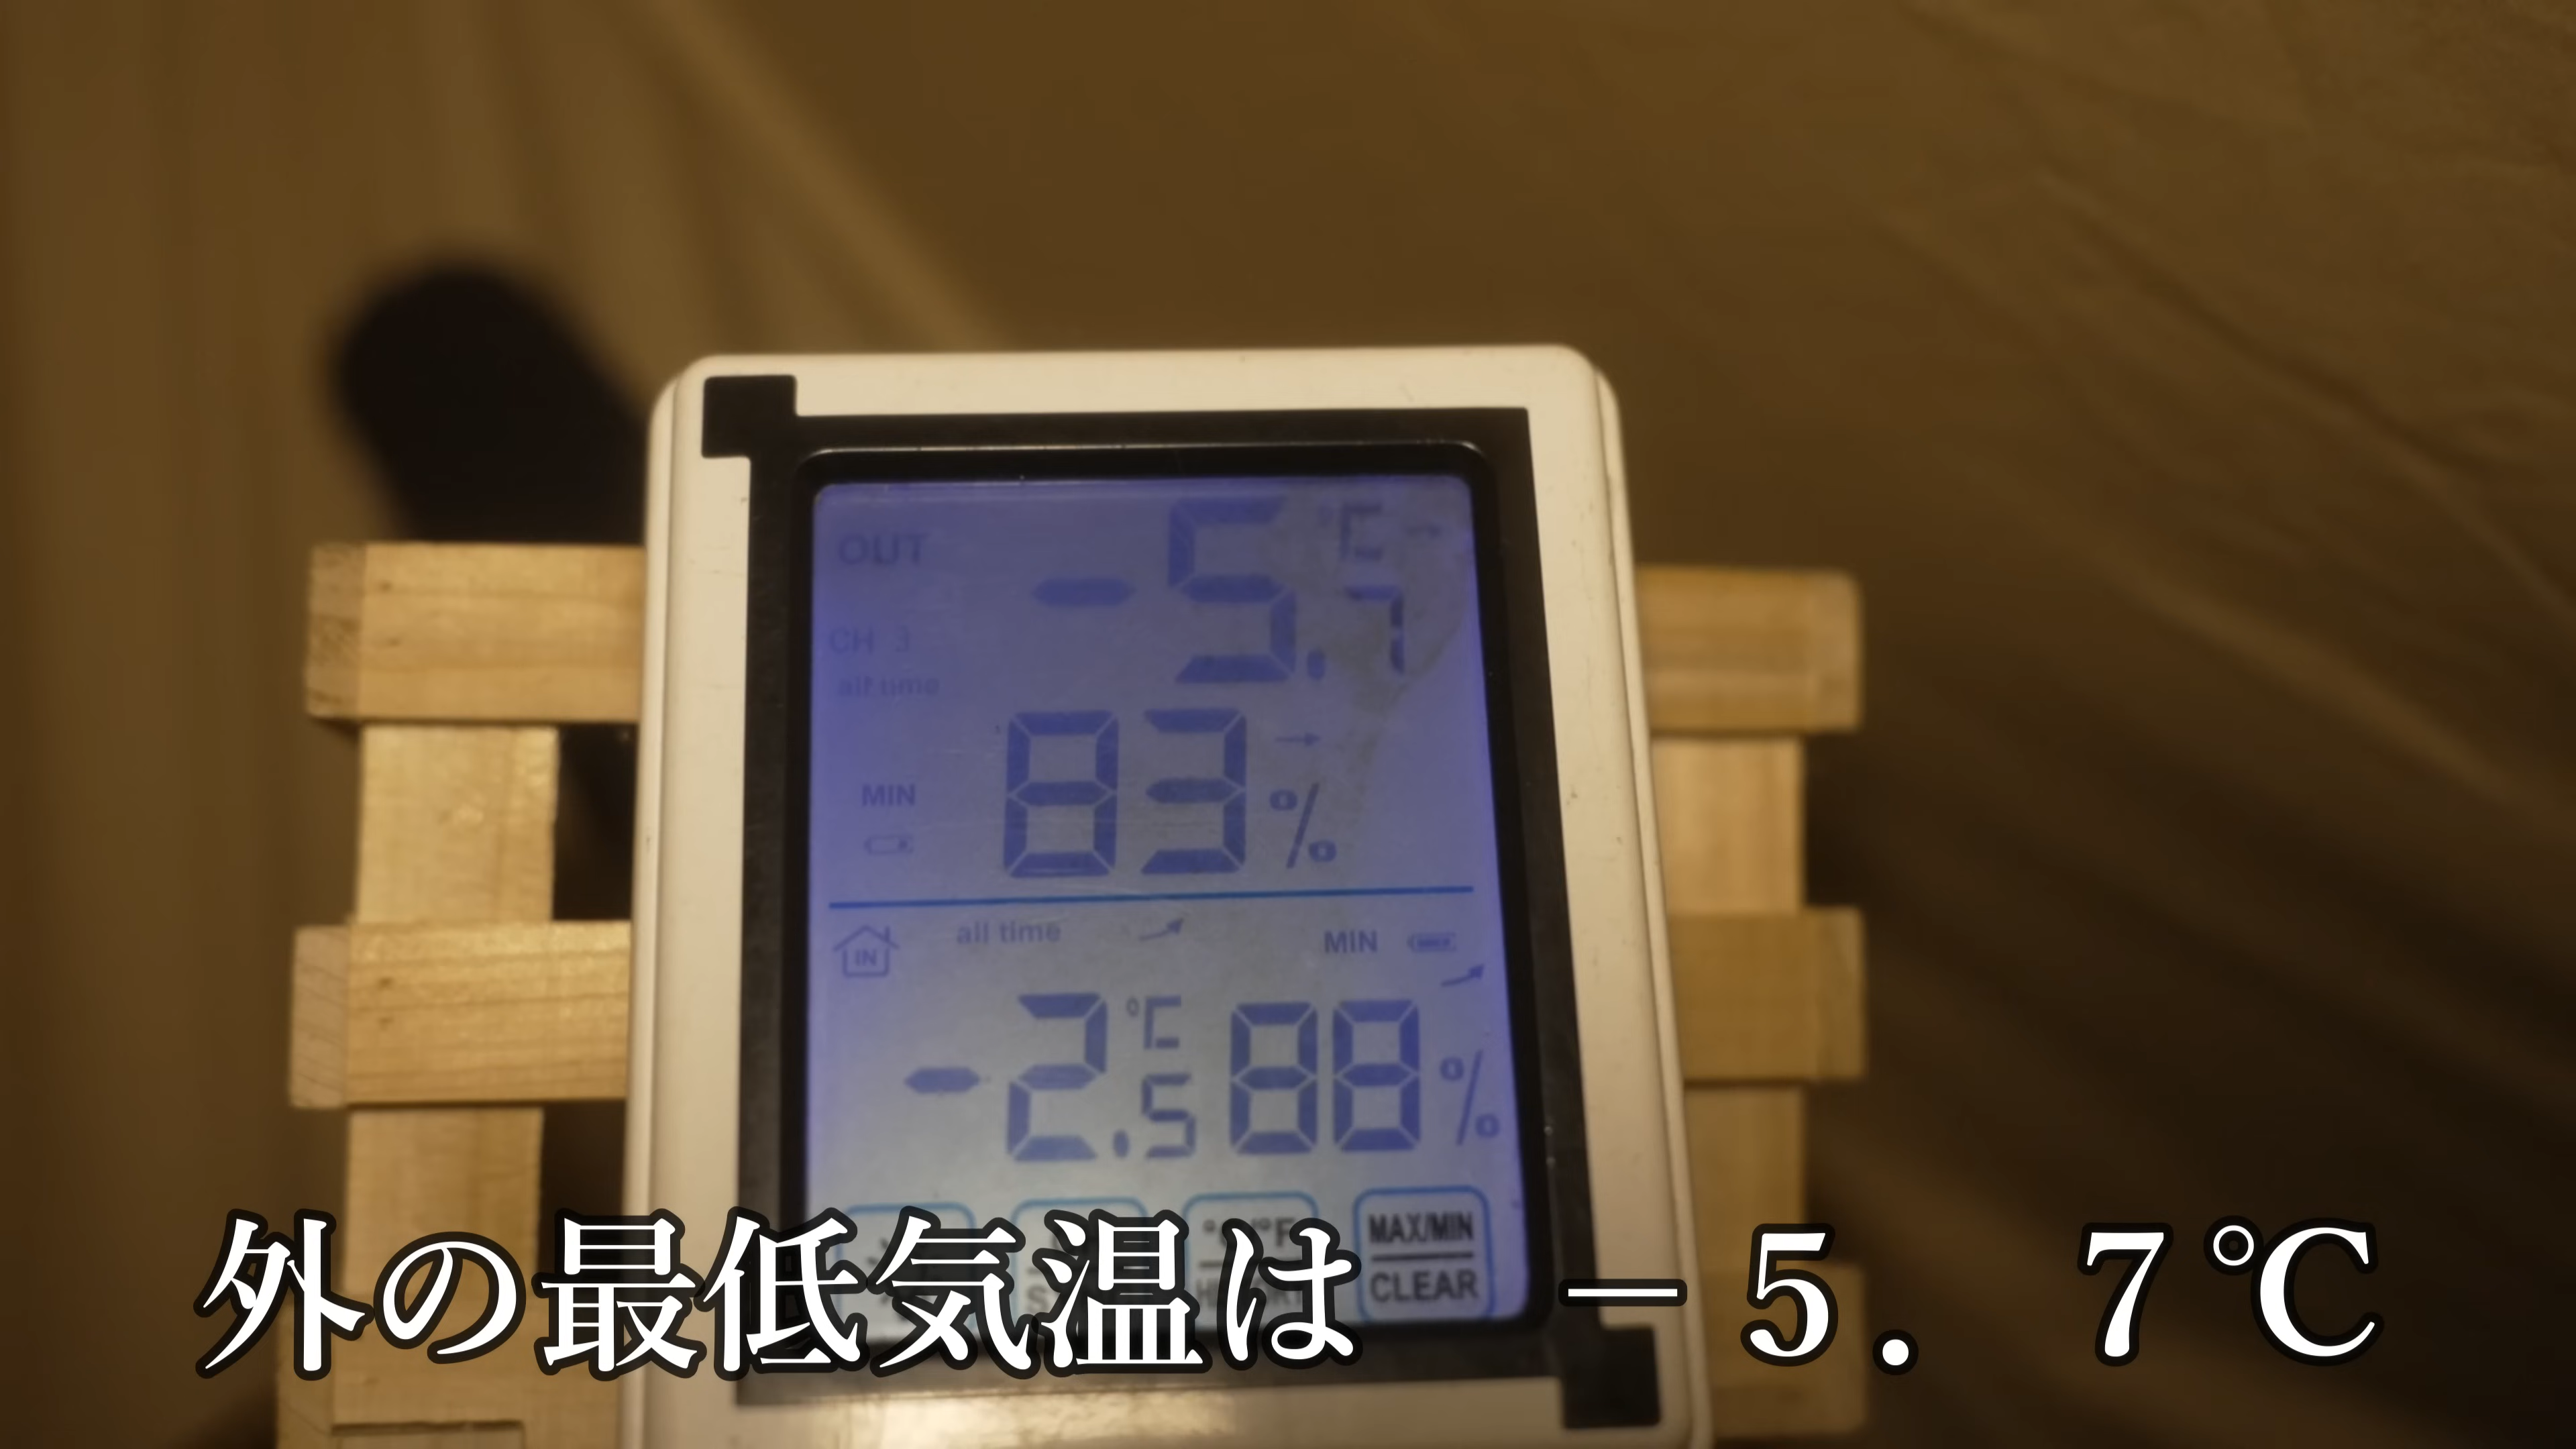 OUT
-5.7℃
CH 3
all time
83%
MIN
IN
all time
MIN
-2.5℃ 88%
MAX/MIN
CLEAR
外の最低気温は －５．７℃